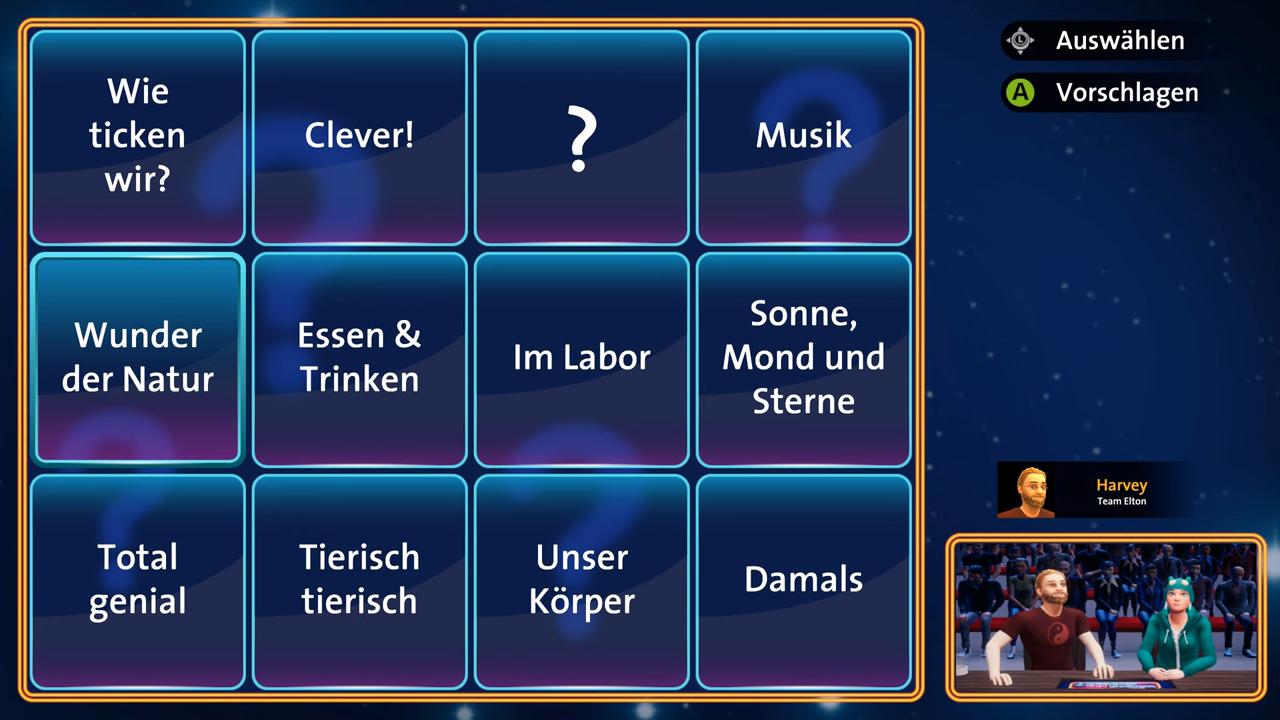 Wie
ticken
wir?
Clever!
?
Musik
Wunder
der Natur
Essen &
Trinken
Im Labor
Sonne,
Mond und
Sterne
Total
genial
Tierisch
tierisch
Unser
Körper
Damals
L Auswählen
A Vorschlagen
Harvey
Team Elton